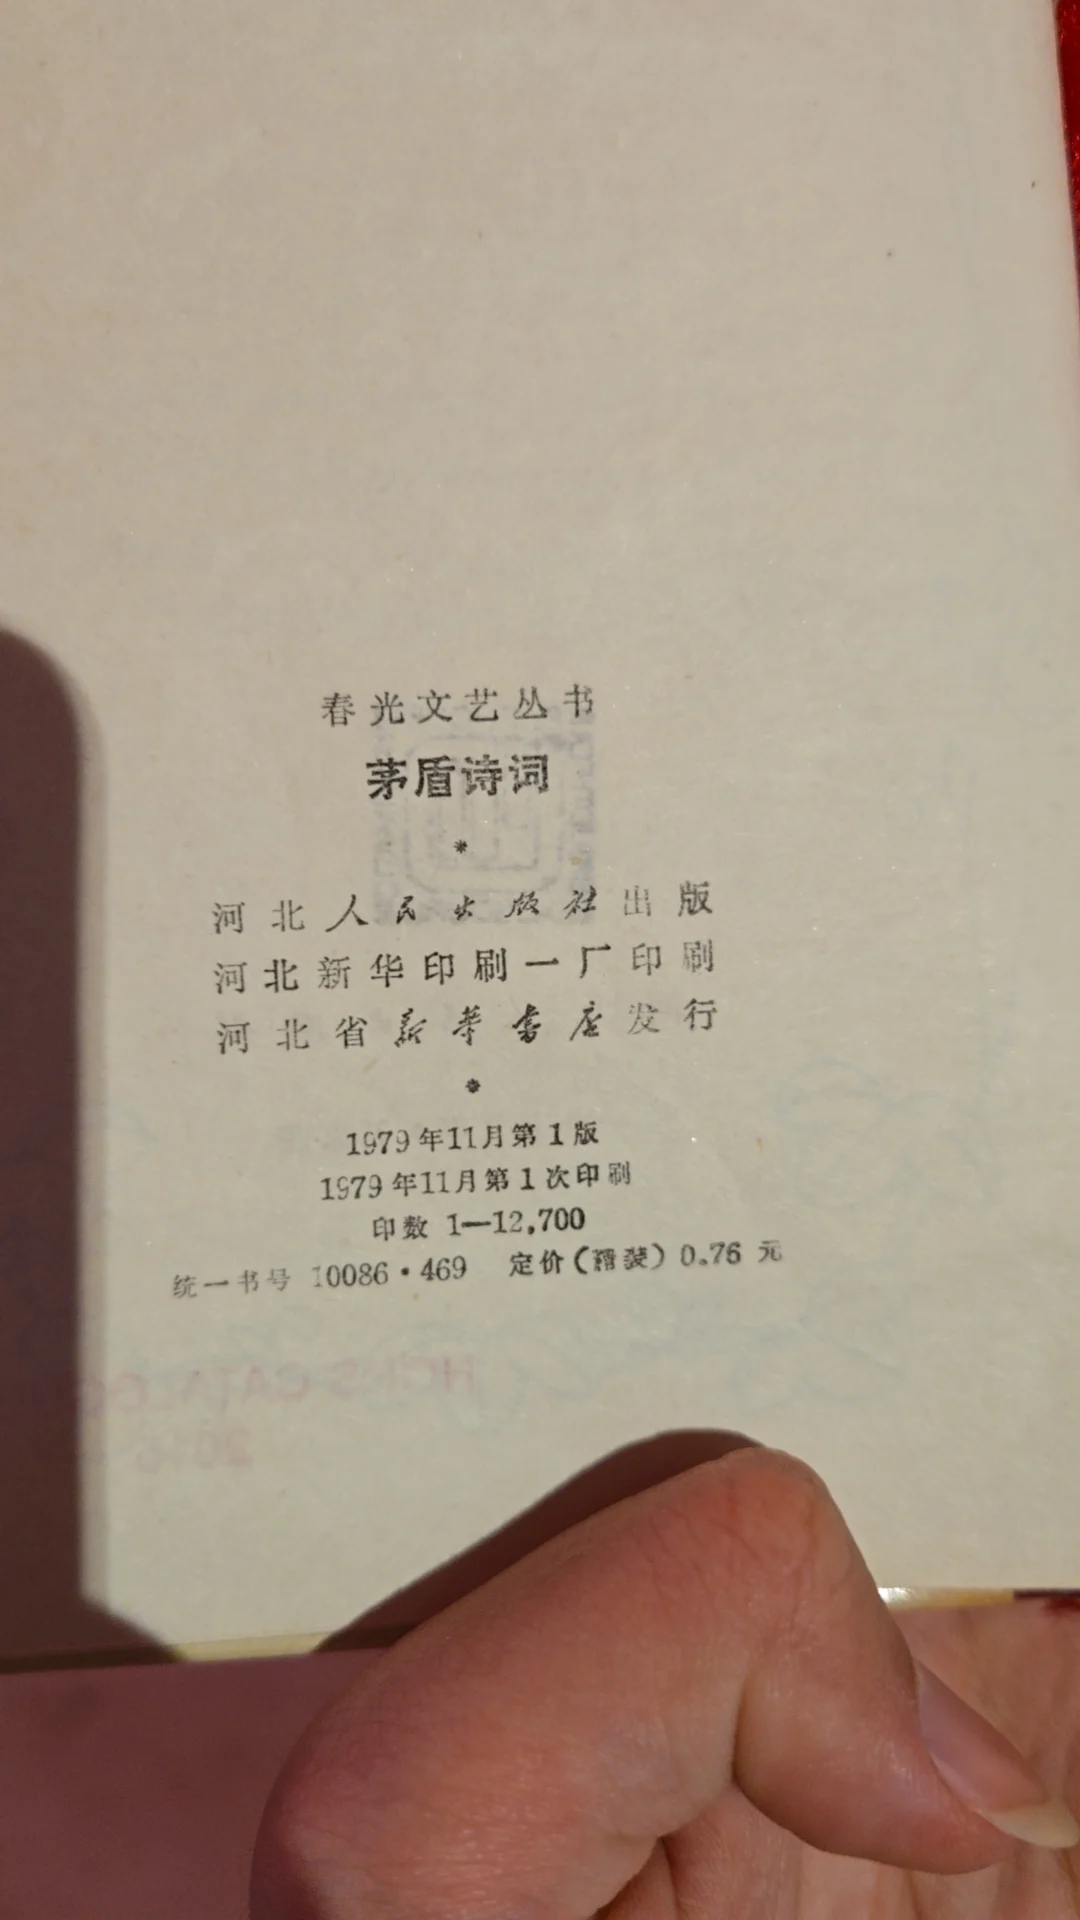 春光文艺丛书
茅盾诗词
*
河北人民出版社出版
河北新华印刷一厂印刷
河北省新華書店发行
*
1979年11月第1版
1979年11月第1次印刷
印数 1—12,700
统一书号 10086·469 定价(精装) 0.76 元